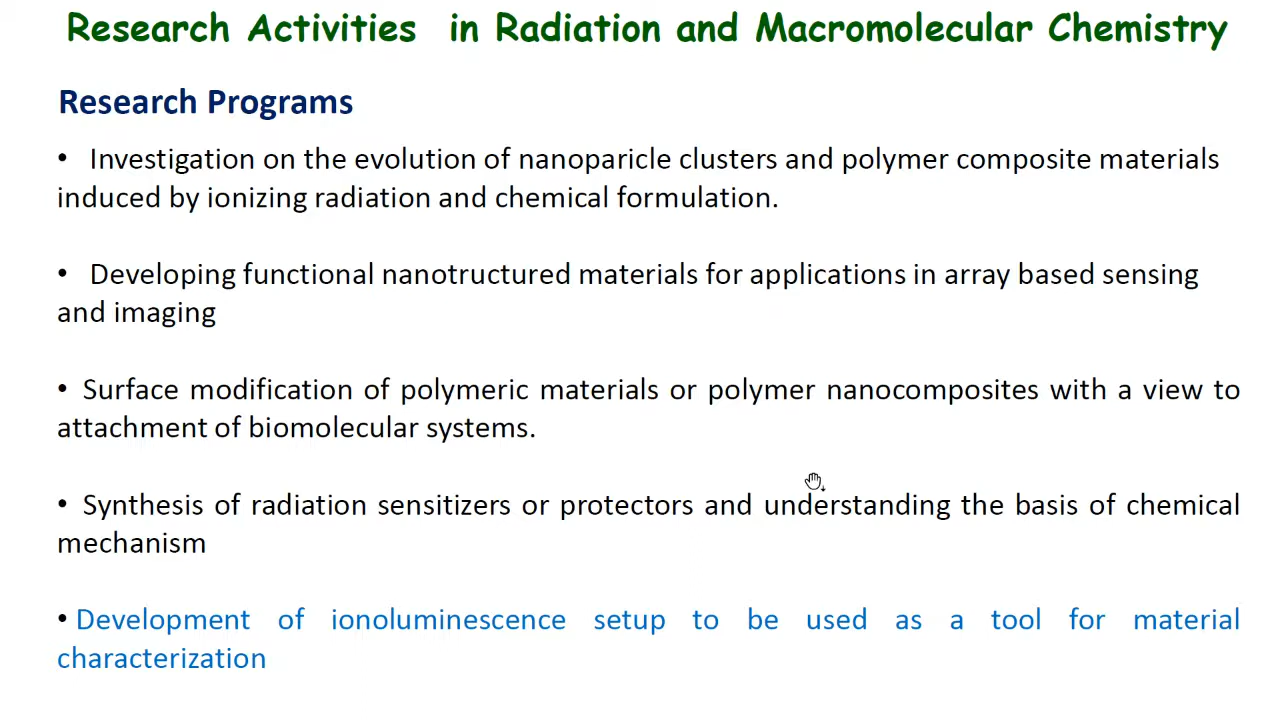 Research Activities in Radiation and Macromolecular Chemistry
Research Programs
• Investigation on the evolution of nanoparicle clusters and polymer composite materials
induced by ionizing radiation and chemical formulation.
• Developing functional nanotructured materials for applications in array based sensing
and imaging
• Surface modification of polymeric materials or polymer nanocomposites with a view to
attachment of biomolecular systems.
• Synthesis of radiation sensitizers or protectors and understanding the basis of chemical
mechanism
• Development of ionoluminescence setup to be used as a tool for material
characterization